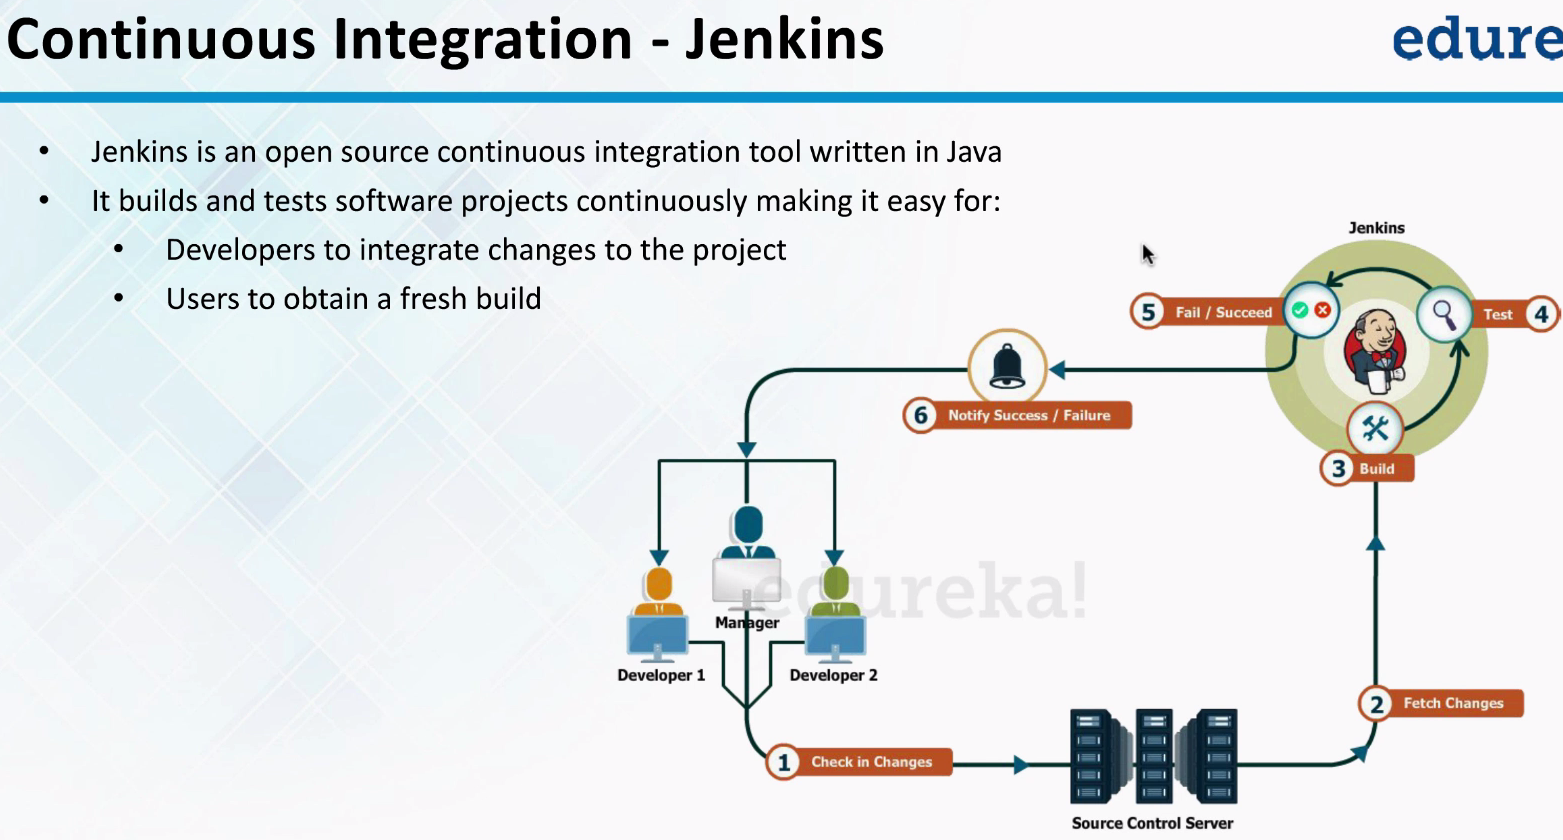 Continuous Integration - Jenkins
edure
• Jenkins is an open source continuous integration tool written in Java
• It builds and tests software projects continuously making it easy for:
• Developers to integrate changes to the project
• Users to obtain a fresh build
Jenkins
5 Fail / Succeed
Test 4
6 Notify Success / Failure
3 Build
edureka!
Manager
Developer 1
Developer 2
2 Fetch Changes
1 Check in Changes
Source Control Server